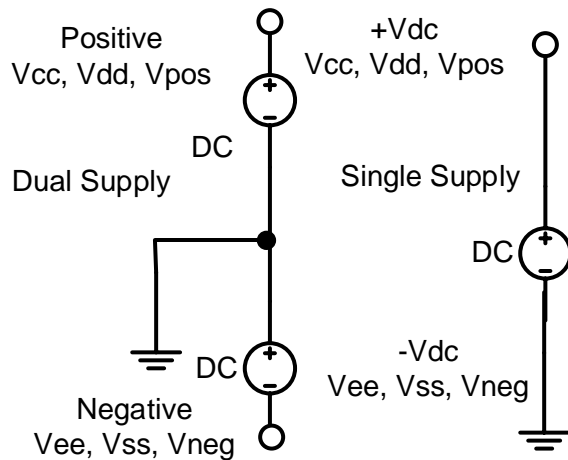 Positive
Vcc, Vdd, Vpos
+
-
DC
Dual Supply
+
-
DC
Negative
Vee, Vss, Vneg
+Vdc
Vcc, Vdd, Vpos
Single Supply
+
-
DC
-Vdc
Vee, Vss, Vneg